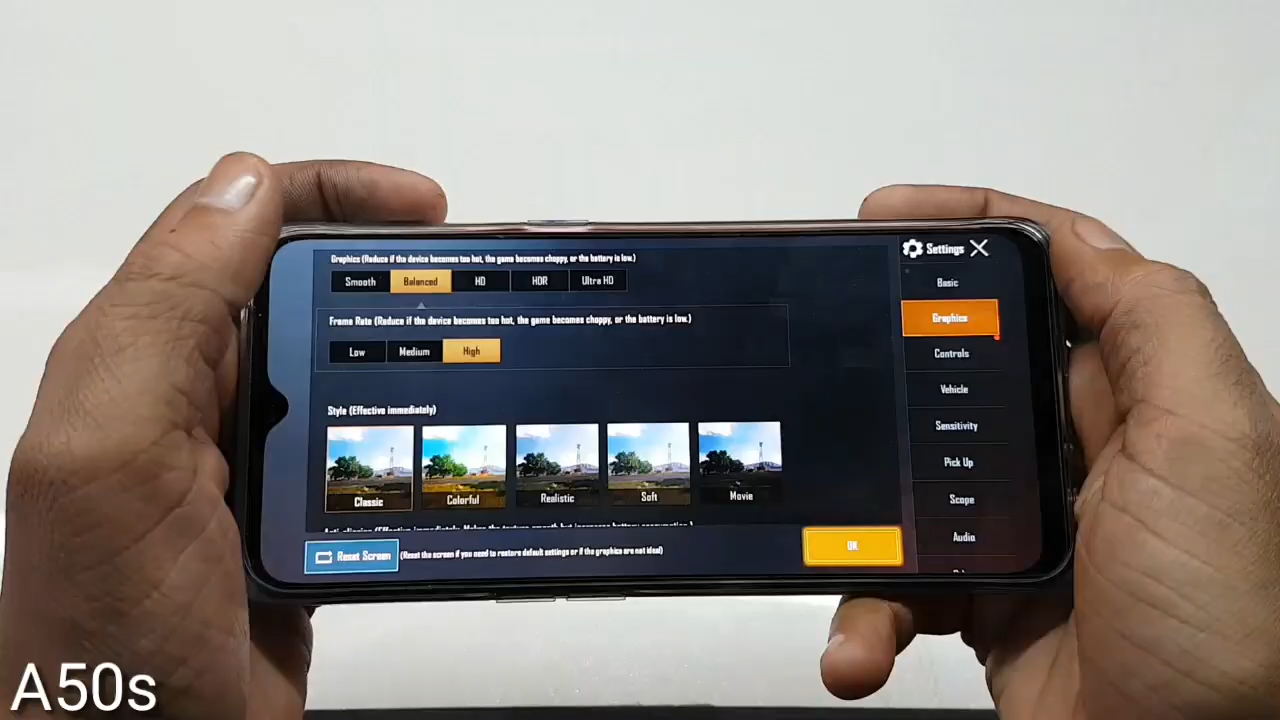 Graphics (Reduce if the device becomes too hot, the game becomes choppy, or the battery is low.)
Smooth Balanced HD HDR Ultra HD
Frame Rate (Reduce if the device becomes too hot, the game becomes choppy, or the battery is low.)
Low Medium High
Style (Effective immediately)
Classic Colorful Realistic Soft Movie
Reset Screen (Reset the screen if you need to restore default settings or if the graphics are not ideal)
OK
Settings
Basic
Graphics
Controls
Vehicle
Sensitivity
Pick Up
Scope
Audio
A50s